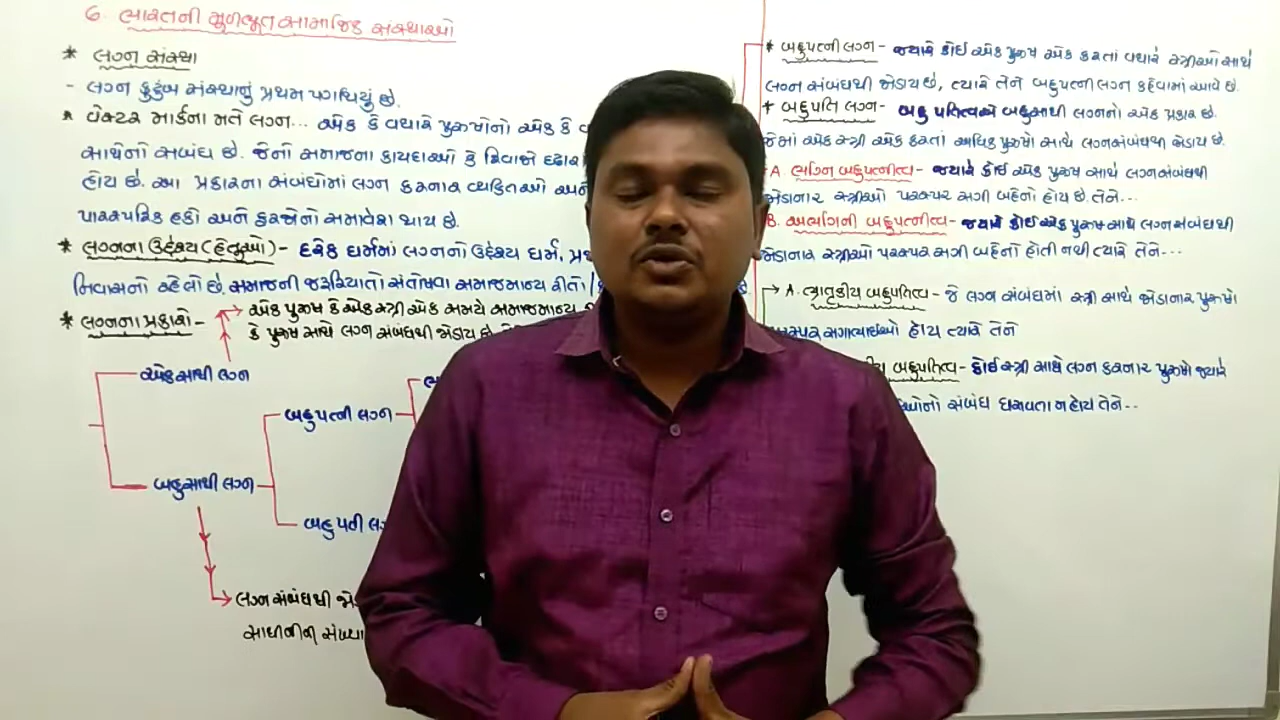 ૬. ભારતની મૂળભૂત સામાજિક સંસ્થાઓ
* લગ્ન સંસ્થા
- લગ્ન કુટુંબ સંસ્થાનું પ્રથમ પગથિયું છે.
* વેસ્ટર માર્કના મતે લગ્ન... એક કે વધારે પુરુષોનો એક કે
સાથેનો સબંધ છે. જેનો સમાજના કાયદાઓ કે રિવાજો દ્વારા
હોય છે. આ પ્રકારના સંબંધોમાં લગ્ન કરનાર વ્યક્તિઓ અને
પારસ્પરિક હકો અને ફરજોનો સમાવેશ થાય છે.
* લગ્નના ઉદ્દેશ્ય (હેતુઓ) - દરેક ધર્મમાં લગ્નનો ઉદ્દેશ્ય ધર્મ,
નિવાસનો રહેલો છે. સમાજની જરૂરિયાતો સંતોષવા સમાજમાન્ય રીતો
* લગ્નના પ્રકારો - એક પુરુષ કે એક સ્ત્રી એક સમયે સમાજમાન્ય
કે પુરુષ સાથે લગ્ન સંબંધથી જોડાય છે
એક સાથી લગ્ન
બહુપત્ની લગ્ન
બહુસાથી લગ્ન
બહુ પતી
લગ્ન સંબંધથી
સાથીની સંખ્યા
* બહુપત્ની લગ્ન - જ્યારે કોઈ એક પુરુષ એક કરતાં વધારે સ્ત્રીઓ સાથે
લગ્ન સંબંધથી જોડાય છે, ત્યારે તેને બહુપત્ની લગ્ન કહેવામાં આવે છે.
* બહુપતિ લગ્ન - બહુ પતિત્વએ બહુસાથી લગ્નનો એક પ્રકાર છે.
જેમાં એક સ્ત્રી એક કરતાં અધિક પુરુષો સાથે લગ્નસંબંધથી જોડાય છે.
A. ભગિન બહુપત્નીત્વ - જ્યારે કોઈ એક પુરુષ સાથે લગ્નસંબંધથી
જોડાનાર સ્ત્રીઓ પરસ્પર સગી બહેનો હોય છે. તેને...
B. અભગિની બહુપત્નીત્વ - જ્યારે કોઈ એક પુરુષ સાથે લગ્ન સંબંધથી
જોડાનાર સ્ત્રીઓ પરસ્પર સગી બહેનો હોતી નથી ત્યારે તેને...
A. ભ્રાતૃકીય બહુપતિત્વ - જે લગ્ન સંબંધમાં સ્ત્રી સાથે જોડાનાર પુરુષો
પરસ્પર સગાભાઈઓ હોય ત્યારે તેને
બહુપતિત્વ - કોઈ સ્ત્રી સાથે લગ્ન કરનાર પુરુષો જ્યારે
સંબંધ ધરાવતા ન હોય તેને...